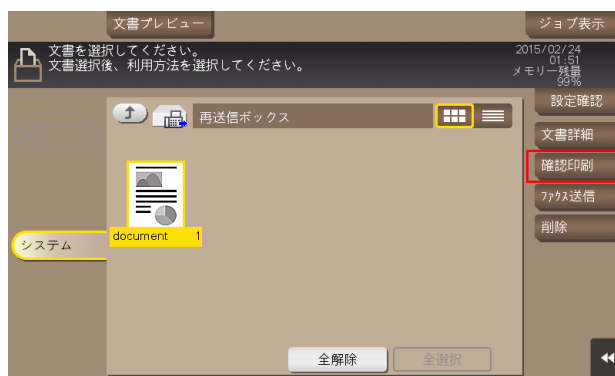 文書プレビュー
ジョブ表示
文書を選択してください。
文書選択後、利用方法を選択してください。
2015/02/24
01:51
メモリー残量
99%
再送信ボックス
設定確認
文書詳細
確認印刷
ファクス送信
削除
document 1
システム
全解除
全選択